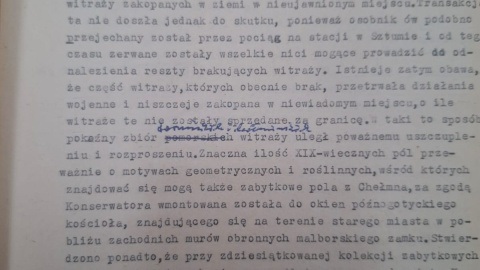 witraży zakopanych w ziemi w nieujawnionym miejscu.Transakcja
ta nie doszła jednak do skutku, ponieważ osobnik ów podobno
przejechany został przez pociąg na stacji w Sztumie i od teg
czasu zerwane zostały wszelkie nici mogące prowadzić do od-
nalezienia reszty brakujących witraży. Istnieje zatym obawa,
że część witraży,których obecnie brak, przetrwała działania
wojenne i niszczeje zakopana w niewiadomym miejscu,o ile
witraże te nie zostały sprzedane za granicę. W taki to sposób
pokaźny zbiór pomorskich witraży uległ poważnemu uszczuple-
niu i rozproszeniu.Znaczna ilość XIX-wiecznych pól prze-
ważnie o motywach geometrycznych i roślinnych,wśród których
znajdować się mogą także zabytkowe pola z Chełmna,za zgodą
Konserwatora wmontowana została do okien późnogotyckiego
kościoła, znajdującego się na terenie starego miasta w po-
bliżu zachodnich murów obronnych malborskiego zamku.Stwier-
dzono ponadto,że przy zdziesiątkowanej kolekcji zabytkowych